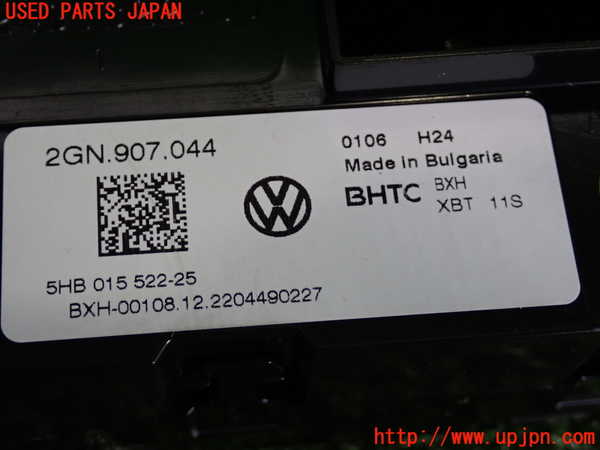 USED PARTS JAPAN
2GN.907.044
0106 H24
Made in Bulgaria
BHTC BXH
XBT 11S
5HB 015 522-25
BXH-00108.12.2204490227
http://www.upjpn.com/